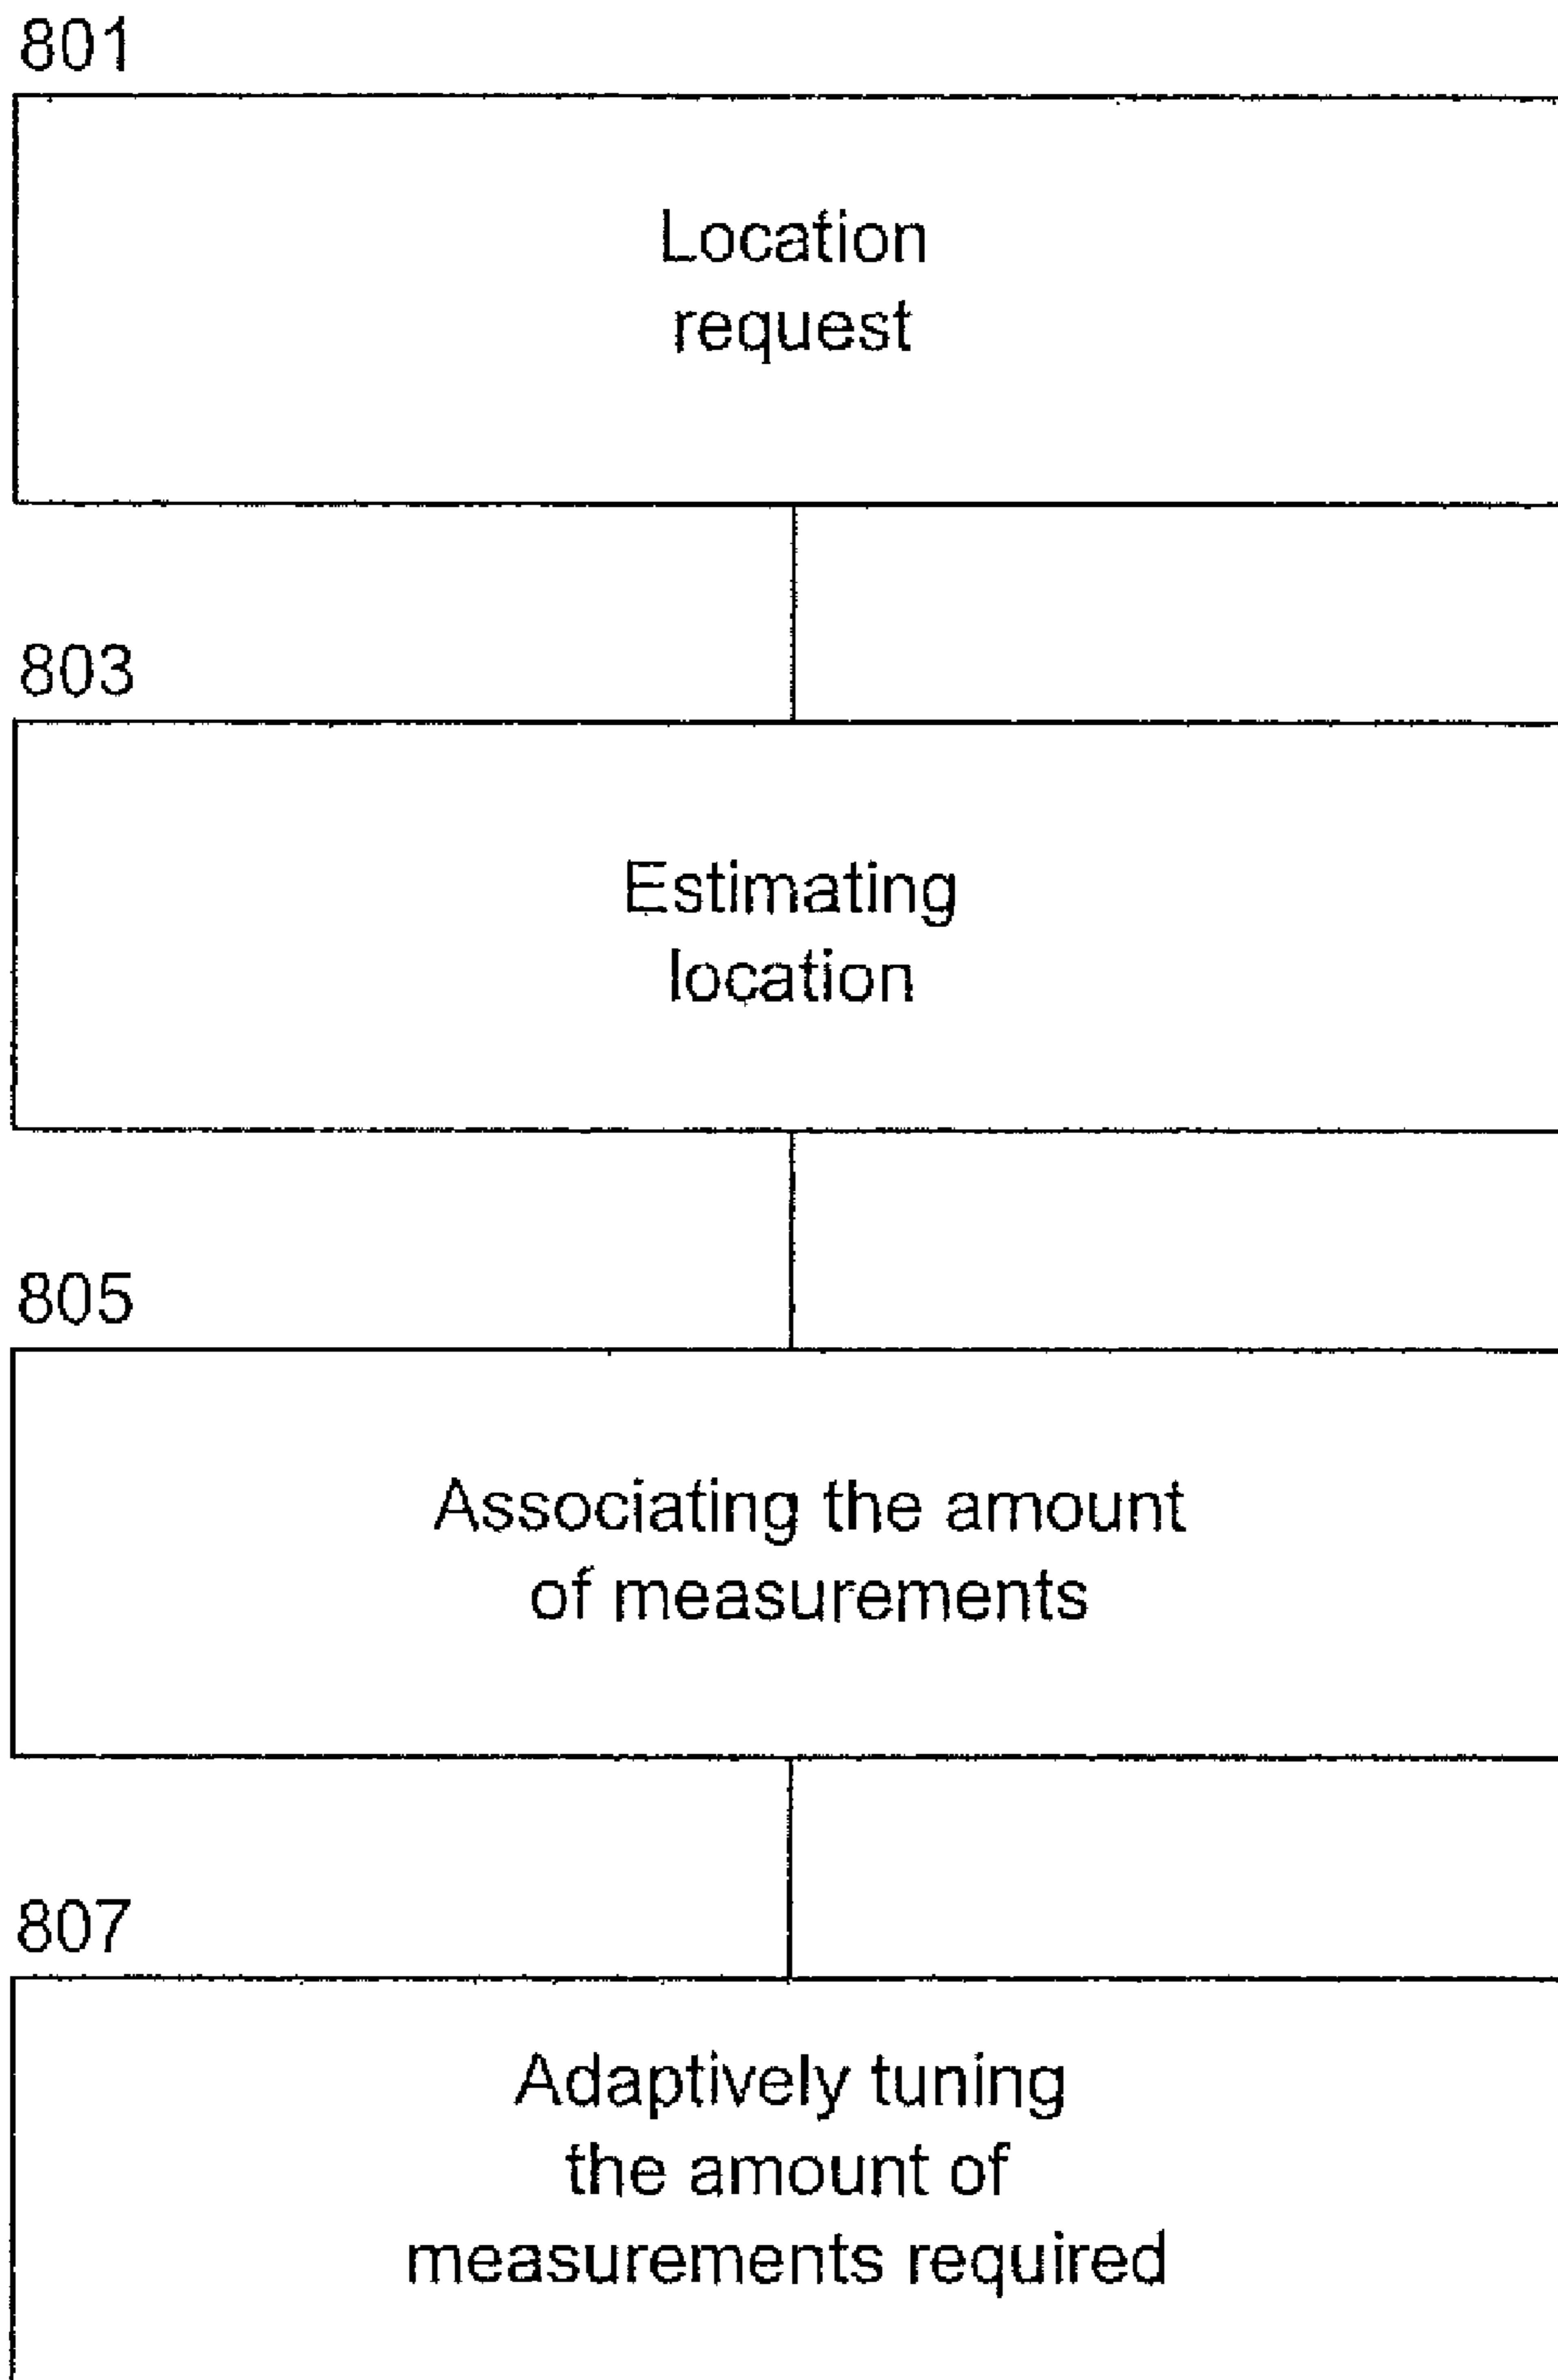 801
Location
request
803
Estimating
location
805
Associating the amount
of measurements
807
Adaptively tuning
the amount of
measurements required